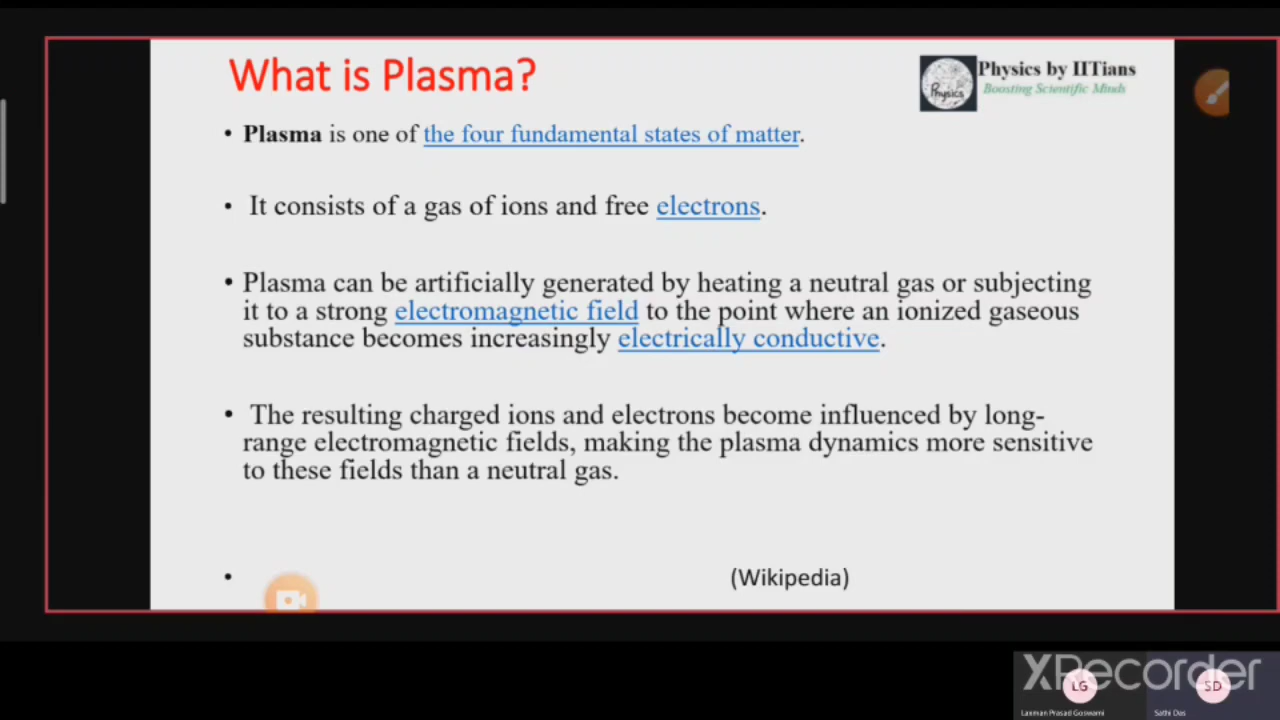 What is Plasma?
Physics by IITians
Boosting Scientific Minds
Physics
• Plasma is one of the four fundamental states of matter.
• It consists of a gas of ions and free electrons.
• Plasma can be artificially generated by heating a neutral gas or subjecting
it to a strong electromagnetic field to the point where an ionized gaseous
substance becomes increasingly electrically conductive.
• The resulting charged ions and electrons become influenced by long-
range electromagnetic fields, making the plasma dynamics more sensitive
to these fields than a neutral gas.
• (Wikipedia)
XRecorder
LG
SD
Laxman Prasad Goswami
Sathi Das